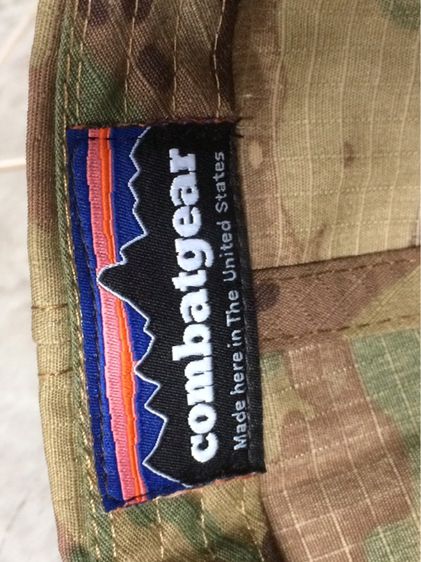 combatgear
Made here in The United States